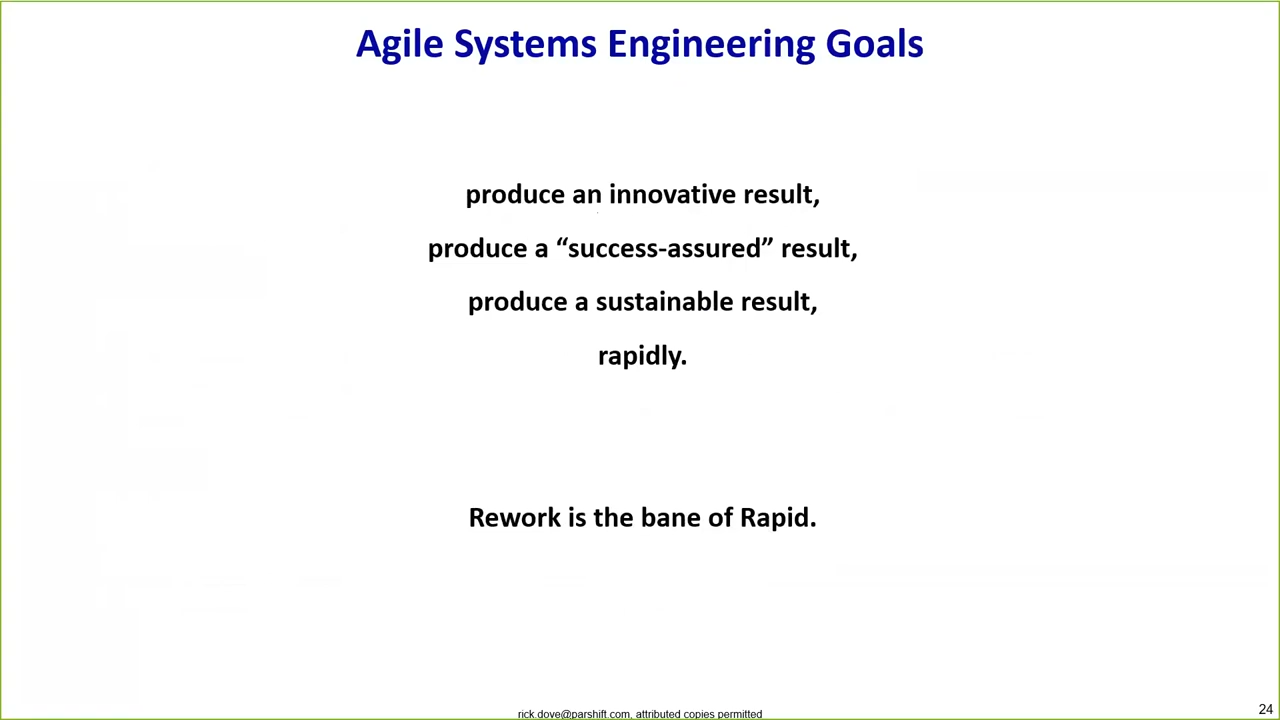 Agile Systems Engineering Goals
produce an innovative result,
produce a “success-assured” result,
produce a sustainable result,
rapidly.
Rework is the bane of Rapid.
rick.dove@parshift.com, attributed copies permitted
24